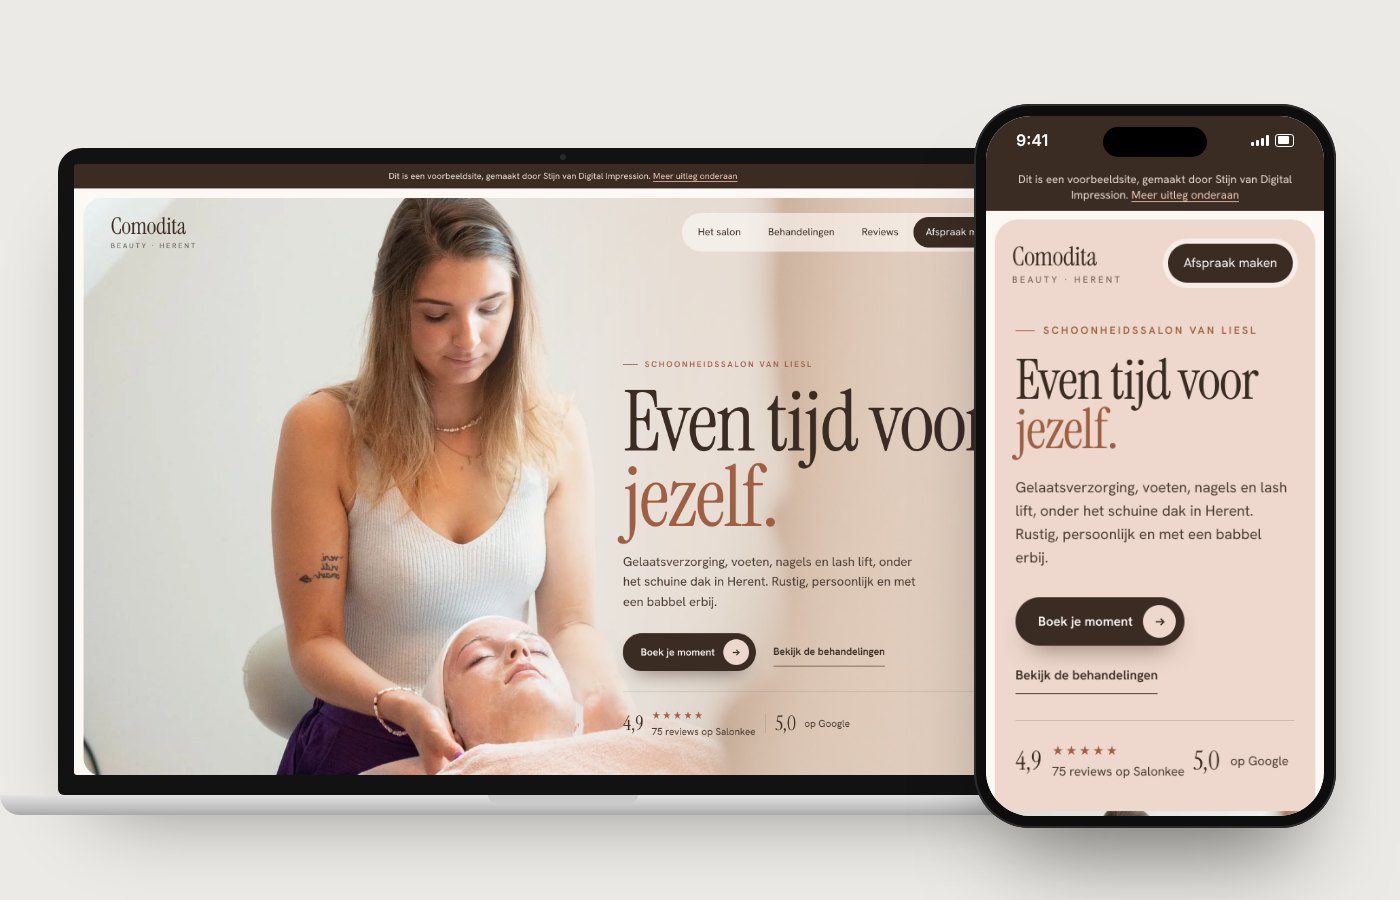 Dit is een voorbeeldsite, gemaakt door Stijn van Digital Impression. Meer uitleg onderaan
Comodita
BEAUTY · HERENT
Het salon
Behandelingen
Reviews
Afspraak
SCHOONHEIDSSALON VAN LIESL
Even tijd voor
jezelf.
Gelaatsverzorging, voeten, nagels en lash lift, onder
het schuine dak in Herent. Rustig, persoonlijk en met
een babbel erbij.
Boek je moment →
Bekijk de behandelingen
4,9 ★★★★★
75 reviews op Salonkee
5,0 op Google
9:41
Dit is een voorbeeldsite, gemaakt door Stijn van Digital
Impression. Meer uitleg onderaan
Comodita
BEAUTY · HERENT
Afspraak maken
SCHOONHEIDSSALON VAN LIESL
Even tijd voor
jezelf.
Gelaatsverzorging, voeten, nagels en lash
lift, onder het schuine dak in Herent.
Rustig, persoonlijk en met een babbel
erbij.
Boek je moment →
Bekijk de behandelingen
4,9 ★★★★★
75 reviews op Salonkee
5,0 op Google